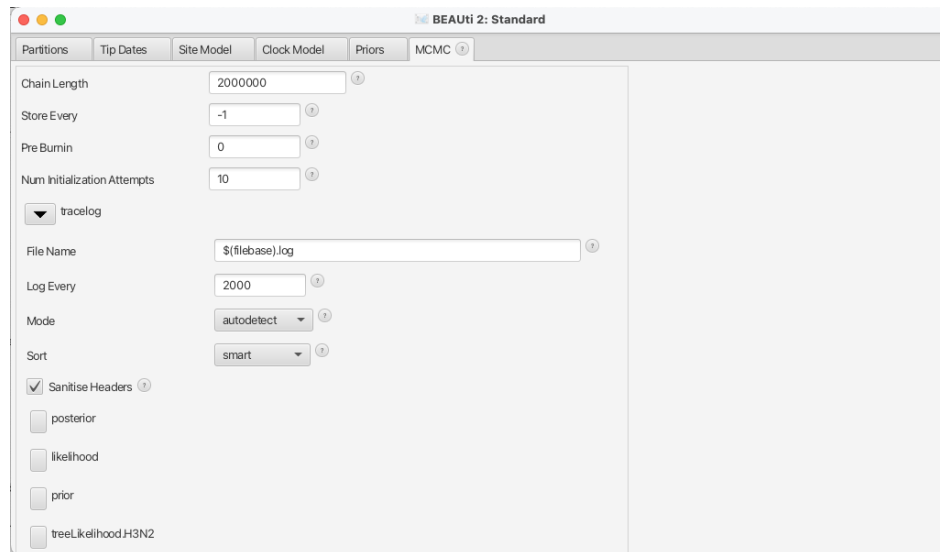 BEAUti 2: Standard
Partitions Tip Dates Site Model Clock Model Priors MCMC ?
Chain Length 2000000 ?
Store Every -1 ?
Pre Burnin 0 ?
Num Initialization Attempts 10 ?
tracelog
File Name $(filebase).log ?
Log Every 2000 ?
Mode autodetect ?
Sort smart ?
Sanitise Headers ?
posterior
likelihood
prior
treeLikelihood.H3N2